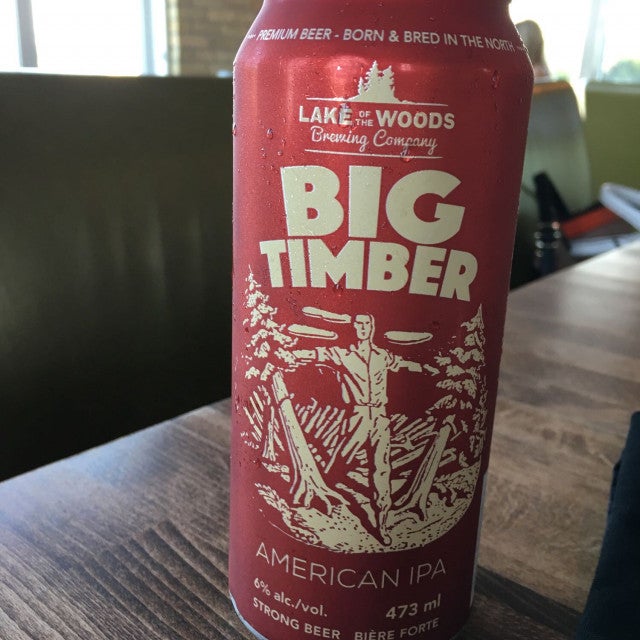 PREMIUM BEER - BORN & BRED IN THE NORTH
LAKE OF THE WOODS
Brewing Company
BIG
TIMBER
AMERICAN IPA
6% alc./vol. 473 ml
STRONG BEER BIÈRE FORTE